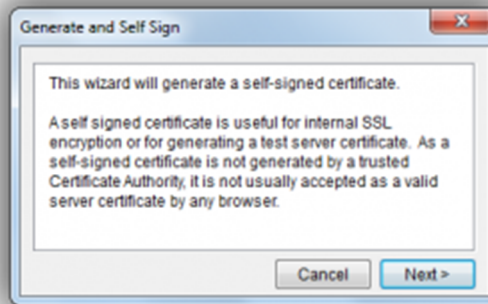 Generate and Self Sign
This wizard will generate a self-signed certificate.
A self signed certificate is useful for internal SSL
encryption or for generating a test server certificate. As a
self-signed certificate is not generated by a trusted
Certificate Authority, it is not usually accepted as a valid
server certificate by any browser.
Cancel
Next >